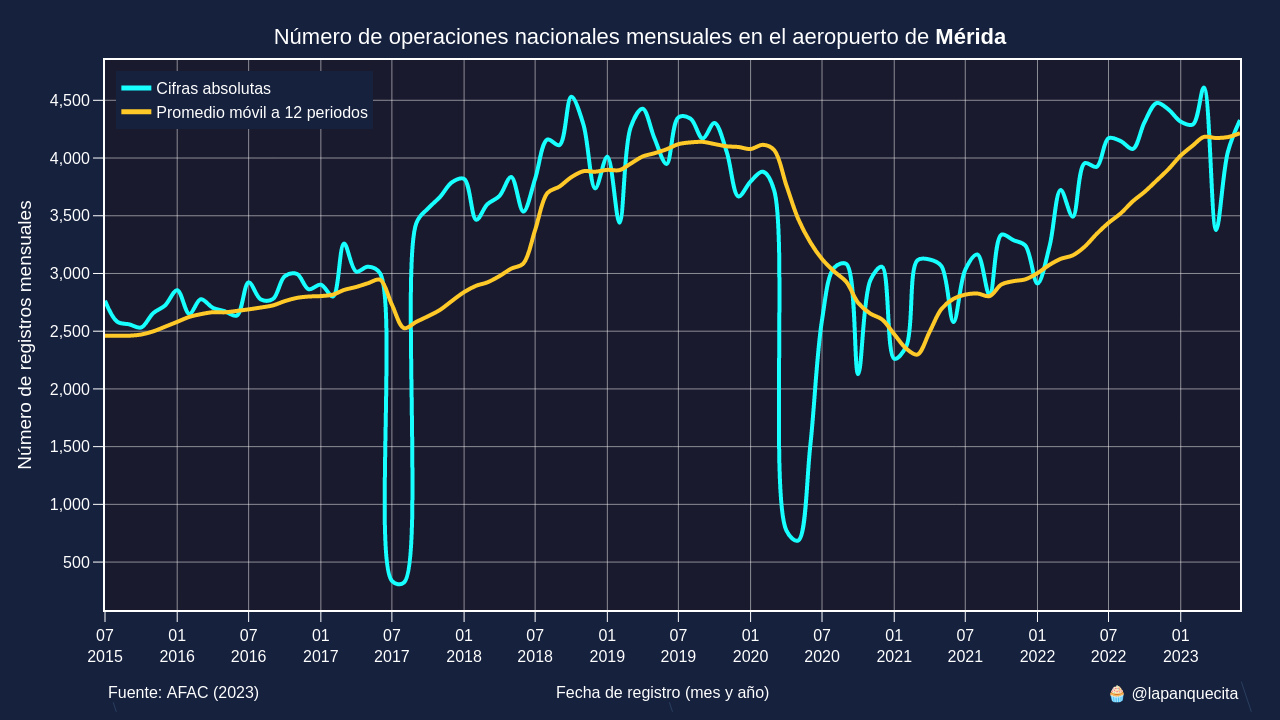 Número de operaciones nacionales mensuales en el aeropuerto de Mérida
Cifras absolutas
Promedio móvil a 12 periodos
Número de registros mensuales
4,500
4,000
3,500
3,000
2,500
2,000
1,500
1,000
500
07 01 07 01 07 01 07 01 07 01 07 01 07 01 07 01
2015 2016 2016 2017 2017 2018 2018 2019 2019 2020 2020 2021 2021 2022 2022 2023
Fuente: AFAC (2023)
Fecha de registro (mes y año)
🧁 @lapanquecita